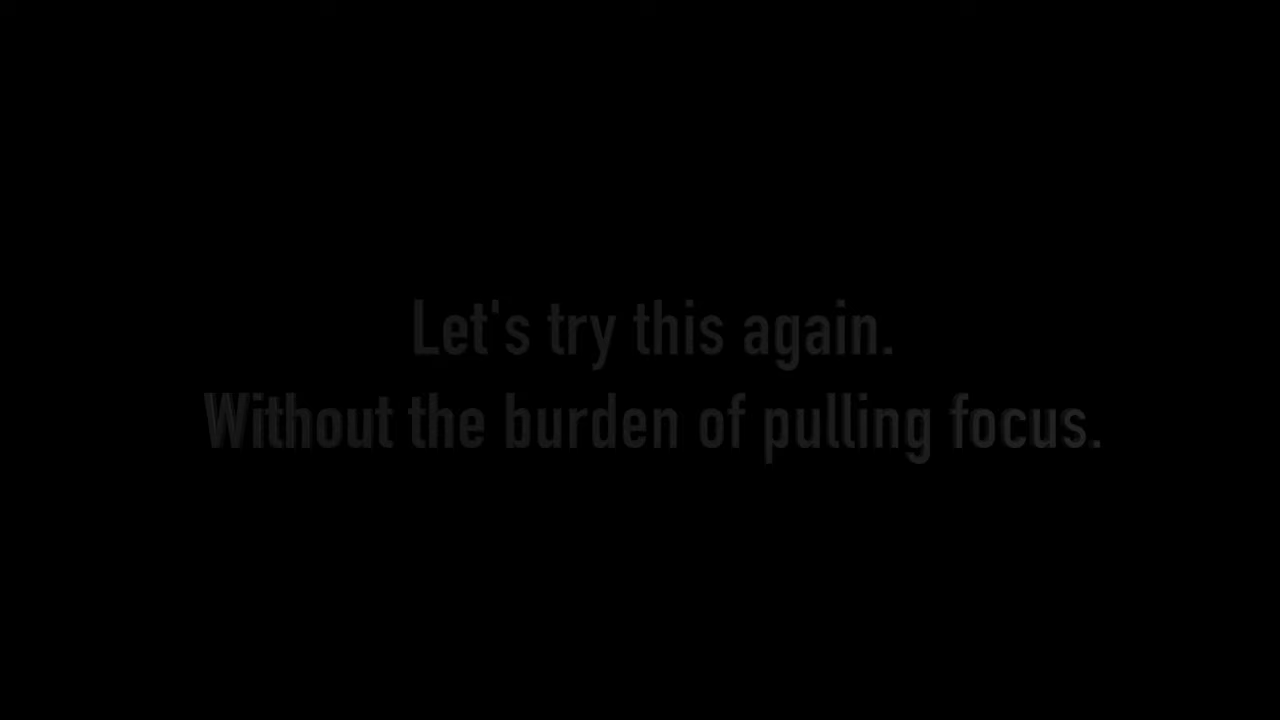 Let's try this again.
Without the burden of pulling focus.